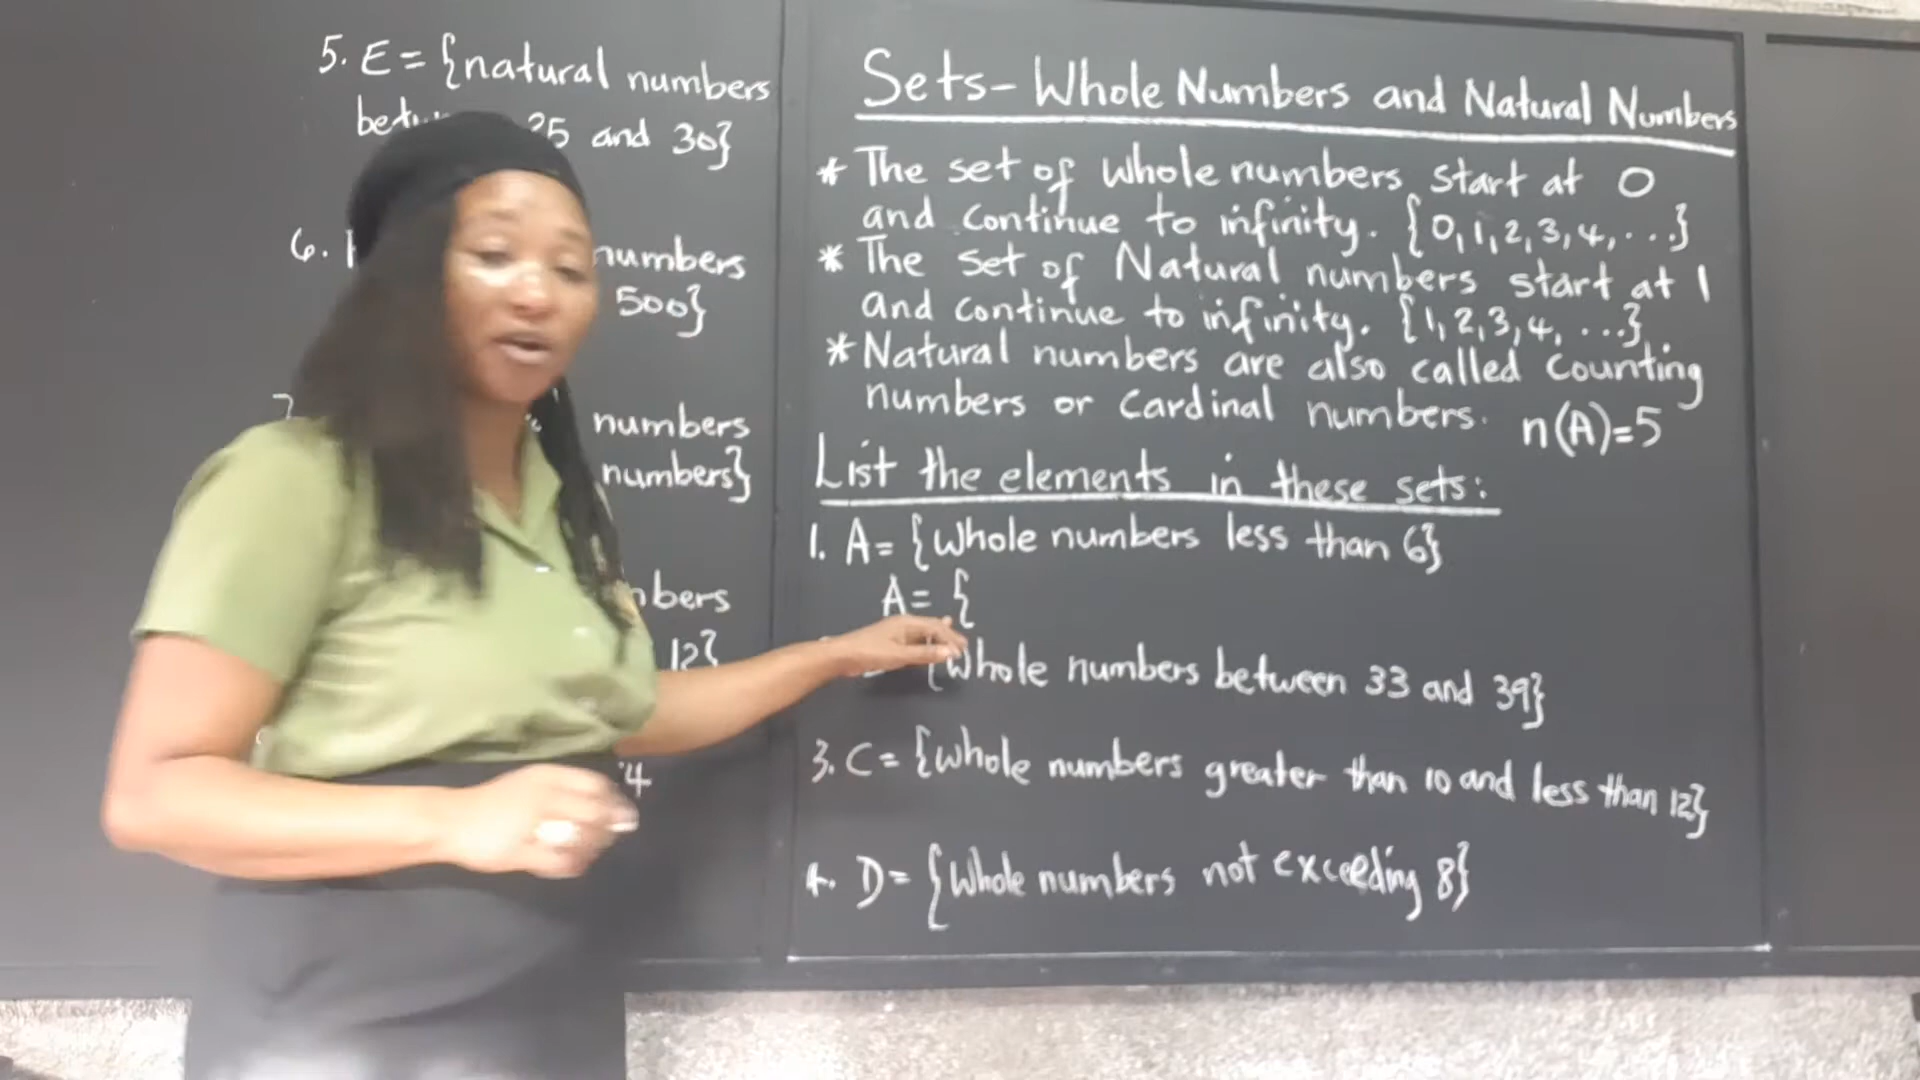 5. E = {natural numbers
25 and 30}
6. numbers
500}
numbers
numbers}
12}
Sets - Whole Numbers and Natural Numbers
* The set of whole numbers start at 0
and continue to infinity. {0, 1, 2, 3, 4, ...}
* The set of Natural numbers start at 1
and continue to infinity. {1, 2, 3, 4, ...}
* Natural numbers are also called counting
numbers or cardinal numbers. n(A)=5
List the elements in these sets:
1. A = {Whole numbers less than 6}
A = {
{Whole numbers between 33 and 39}
3. C = {Whole numbers greater than 10 and less than 12}
4. D = {Whole numbers not exceeding 8}